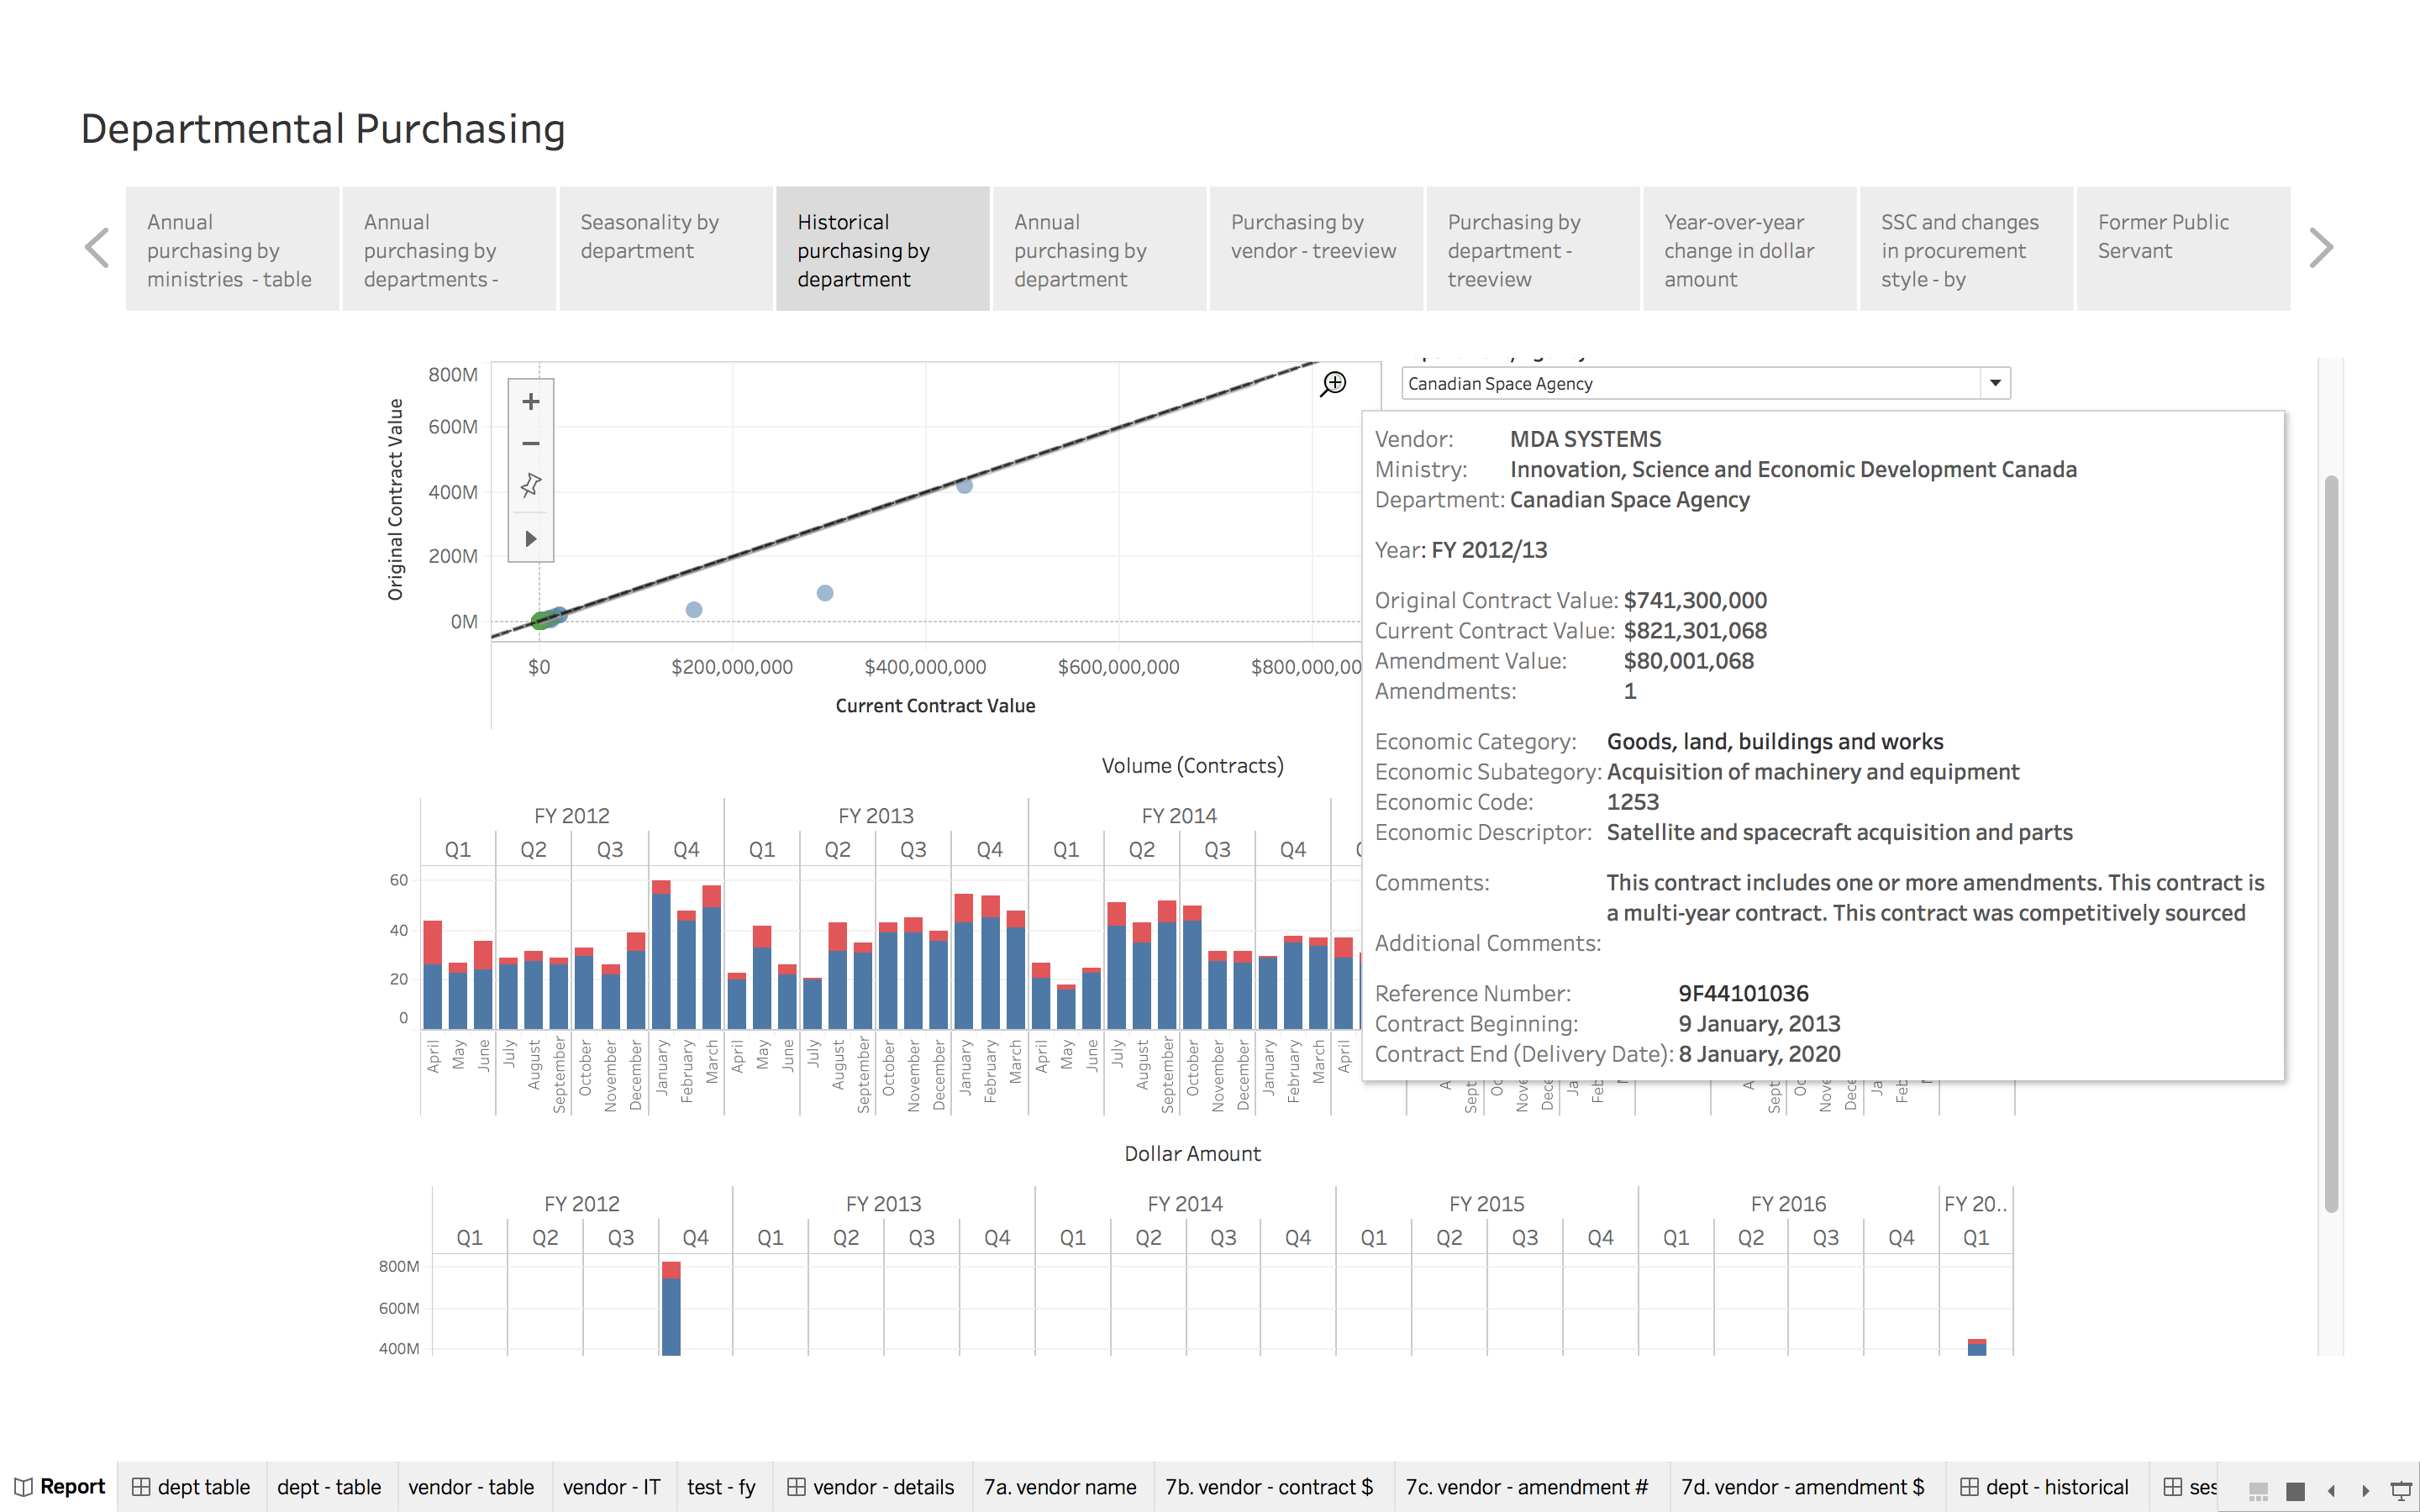 Departmental Purchasing
Annual
purchasing by
ministries - table
Annual
purchasing by
departments -
Seasonality by
department
Historical
purchasing by
department
Annual
purchasing by
department
Purchasing by
vendor - treeview
Purchasing by
department -
treeview
Year-over-year
change in dollar
amount
SSC and changes
in procurement
style - by
Former Public
Servant
Original Contract Value
800M
600M
400M
200M
0M
$0 $200,000,000 $400,000,000 $600,000,000 $800,000,00
Current Contract Value
Canadian Space Agency
Vendor: MDA SYSTEMS
Ministry: Innovation, Science and Economic Development Canada
Department: Canadian Space Agency
Year: FY 2012/13
Original Contract Value: $741,300,000
Current Contract Value: $821,301,068
Amendment Value: $80,001,068
Amendments: 1
Economic Category: Goods, land, buildings and works
Economic Subategory: Acquisition of machinery and equipment
Economic Code: 1253
Economic Descriptor: Satellite and spacecraft acquisition and parts
Comments: This contract includes one or more amendments. This contract is
a multi-year contract. This contract was competitively sourced
Additional Comments:
Reference Number: 9F44101036
Contract Beginning: 9 January, 2013
Contract End (Delivery Date): 8 January, 2020
Volume (Contracts)
FY 2012 FY 2013 FY 2014
Q1 Q2 Q3 Q4 Q1 Q2 Q3 Q4 Q1 Q2 Q3 Q4
60
40
20
0
April May June July August September October November December January February March April May June July August September October November December January February March April May June July August September October November December January February March April
A Sept Oc Nove Dece Ja Feb A Sept Oc Nove Dece Ja Feb
Dollar Amount
FY 2012 FY 2013 FY 2014 FY 2015 FY 2016 FY 20..
Q1 Q2 Q3 Q4 Q1 Q2 Q3 Q4 Q1 Q2 Q3 Q4 Q1 Q2 Q3 Q4 Q1 Q2 Q3 Q4 Q1
800M
600M
400M
Report dept table dept - table vendor - table vendor - IT test - fy vendor - details 7a. vendor name 7b. vendor - contract $ 7c. vendor - amendment # 7d. vendor - amendment $ dept - historical ses